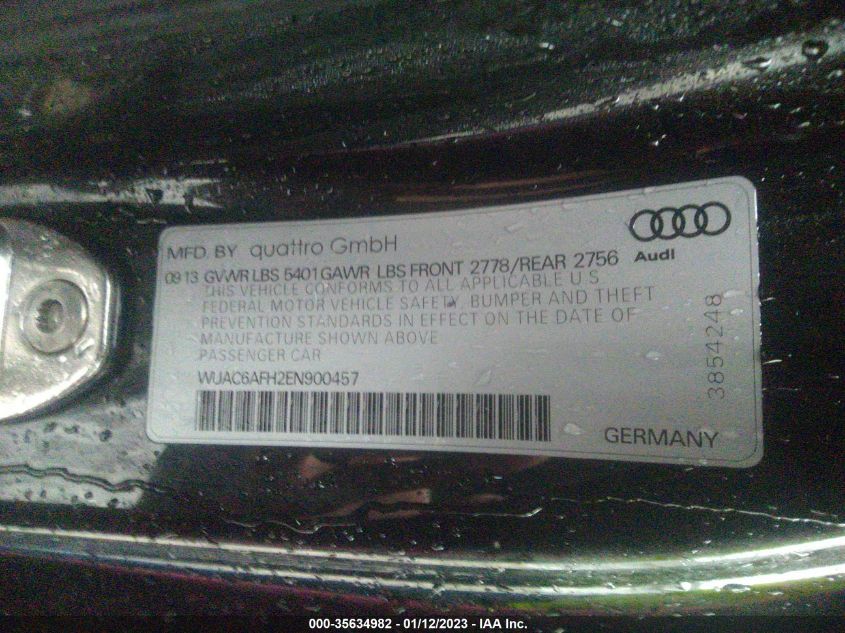 MFD. BY quattro GmbH
Audi
09 13 GVWR LBS 5401 GAWR LBS FRONT 2778/REAR 2756
THIS VEHICLE CONFORMS TO ALL APPLICABLE U.S.
FEDERAL MOTOR VEHICLE SAFETY, BUMPER AND THEFT
PREVENTION STANDARDS IN EFFECT ON THE DATE OF
MANUFACTURE SHOWN ABOVE
PASSENGER CAR
WUAC6AFH2EN900457
GERMANY
3854248
000-35634982 - 01/12/2023 - IAA Inc.